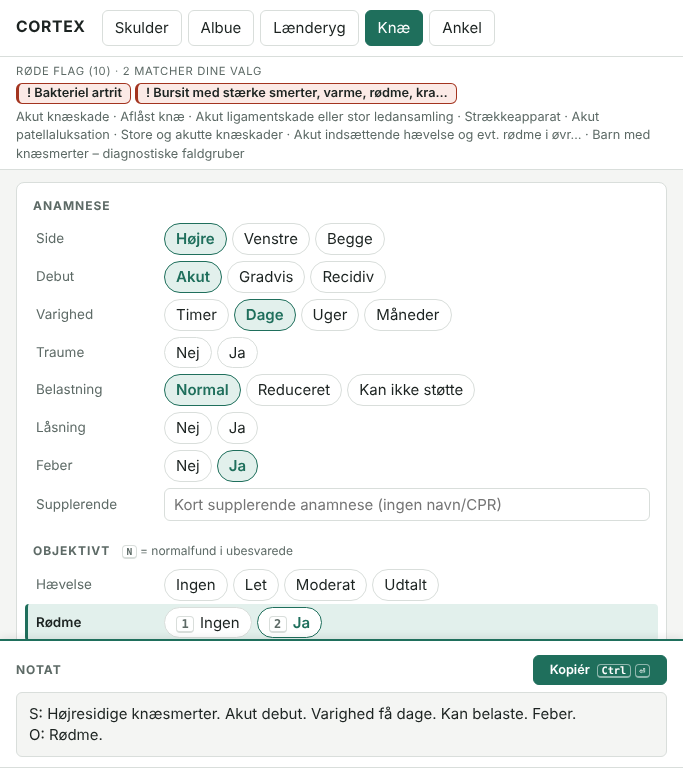 CORTEX Skulder Albue Lænderyg Knæ Ankel
RØDE FLAG (10) · 2 MATCHER DINE VALG
! Bakteriel artrit ! Bursit med stærke smerter, varme, rødme, kra...
Akut knæskade · Aflåst knæ · Akut ligamentskade eller stor ledansamling · Strækkeapparat · Akut
patellaluksation · Store og akutte knæskader · Akut indsættende hævelse og evt. rødme i øvr... · Barn med
knæsmerter – diagnostiske faldgruber
ANAMNESE
Side Højre Venstre Begge
Debut Akut Gradvis Recidiv
Varighed Timer Dage Uger Måneder
Traume Nej Ja
Belastning Normal Reduceret Kan ikke støtte
Låsning Nej Ja
Feber Nej Ja
Supplerende Kort supplerende anamnese (ingen navn/CPR)
OBJEKTIVT N = normalfund i ubesvarede
Hævelse Ingen Let Moderat Udtalt
Rødme 1 Ingen 2 Ja
NOTAT Kopiér Ctrl ⏎
S: Højresidige knæsmerter. Akut debut. Varighed få dage. Kan belaste. Feber.
O: Rødme.